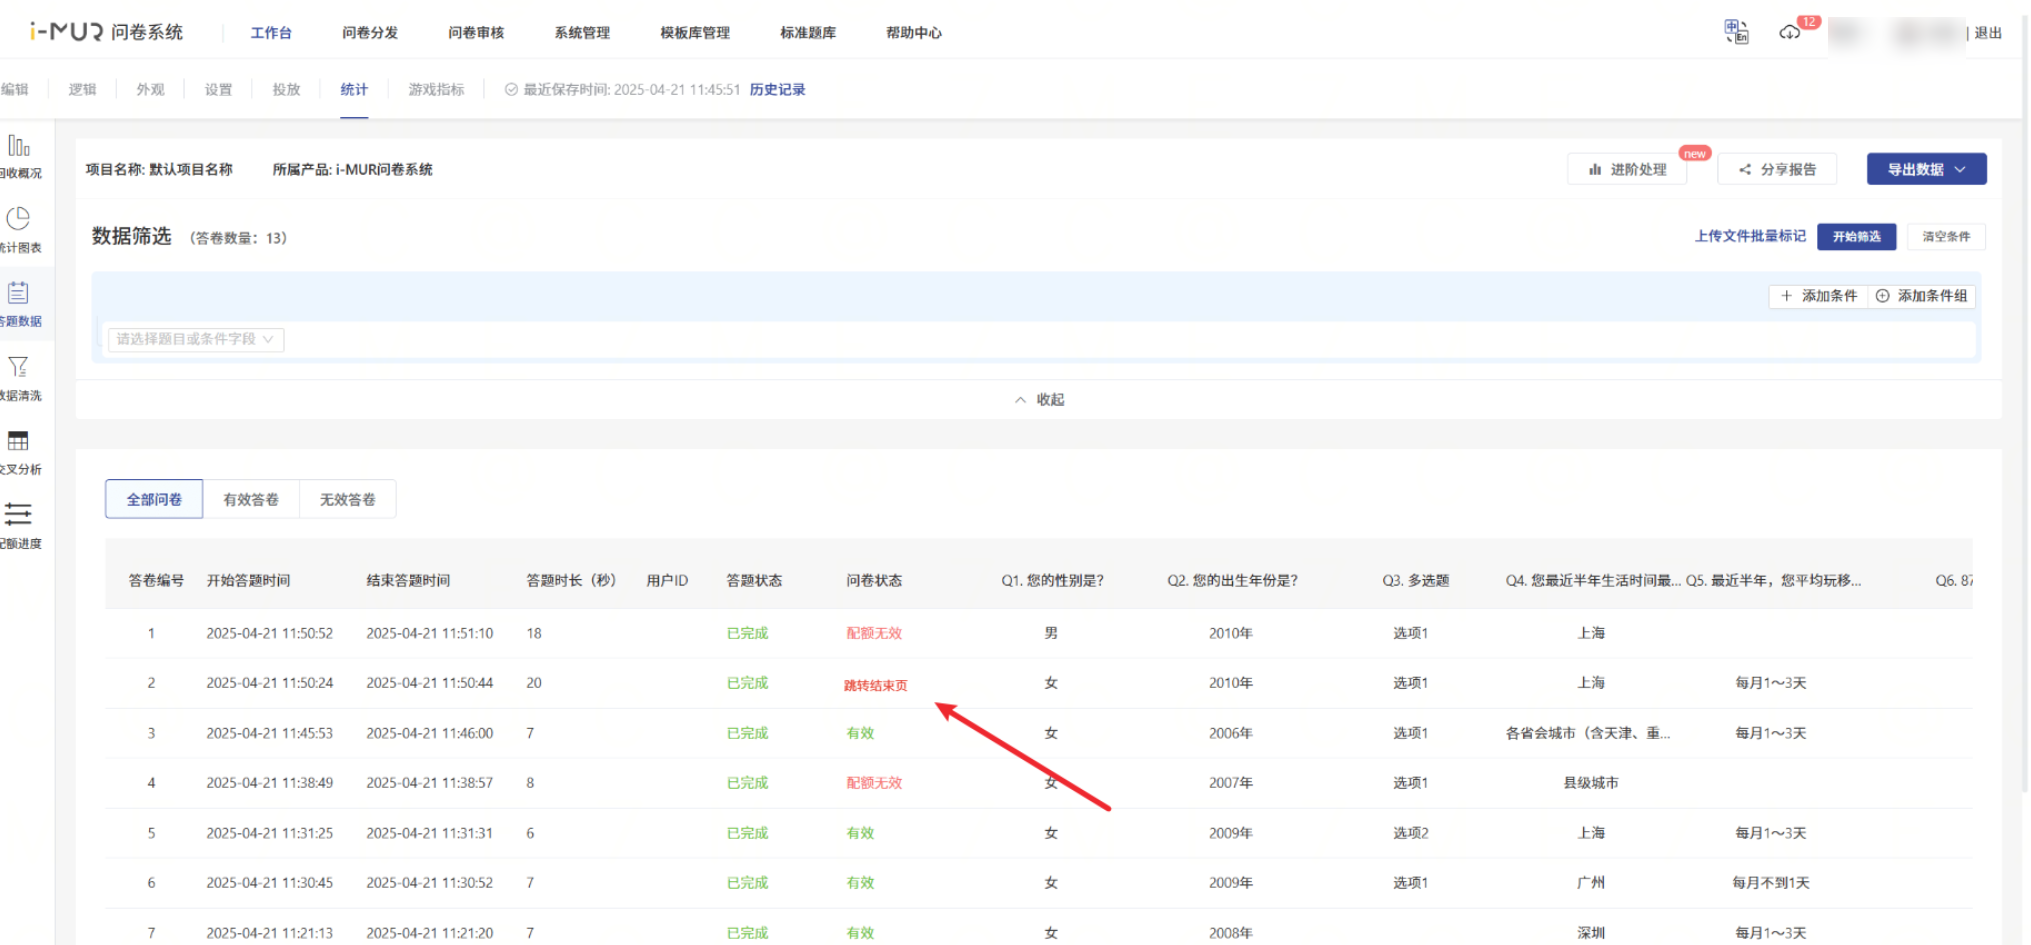 i-MUR 问卷系统 工作台 问卷分发 问卷审核 系统管理 模板库管理 标准题库 帮助中心 中 En 12 | 退出
编辑 逻辑 外观 设置 投放 统计 游戏指标 最近保存时间: 2025-04-21 11:45:51 历史记录
回收概况
统计图表
答题数据
数据清洗
交叉分析
配额进度
项目名称: 默认项目名称 所属产品: i-MUR问卷系统 进阶处理 new 分享报告 导出数据
数据筛选 （答卷数量：13） 上传文件批量标记 开始筛选 清空条件
添加条件 添加条件组
请选择题目或条件字段
收起
全部问卷 有效答卷 无效答卷
答卷编号 开始答题时间 结束答题时间 答题时长（秒） 用户ID 答题状态 问卷状态 Q1. 您的性别是? Q2. 您的出生年份是? Q3. 多选题 Q4. 您最近半年生活时间最... Q5. 最近半年，您平均玩移... Q6. 87
1 2025-04-21 11:50:52 2025-04-21 11:51:10 18 已完成 配额无效 男 2010年 选项1 上海
2 2025-04-21 11:50:24 2025-04-21 11:50:44 20 已完成 跳转结束页 女 2010年 选项1 上海 每月1～3天
3 2025-04-21 11:45:53 2025-04-21 11:46:00 7 已完成 有效 女 2006年 选项1 各省会城市（含天津、重... 每月1～3天
4 2025-04-21 11:38:49 2025-04-21 11:38:57 8 已完成 配额无效 女 2007年 选项1 县级城市
5 2025-04-21 11:31:25 2025-04-21 11:31:31 6 已完成 有效 女 2009年 选项2 上海 每月1～3天
6 2025-04-21 11:30:45 2025-04-21 11:30:52 7 已完成 有效 女 2009年 选项1 广州 每月不到1天
7 2025-04-21 11:21:13 2025-04-21 11:21:20 7 已完成 有效 女 2008年 深圳 每月1～3天